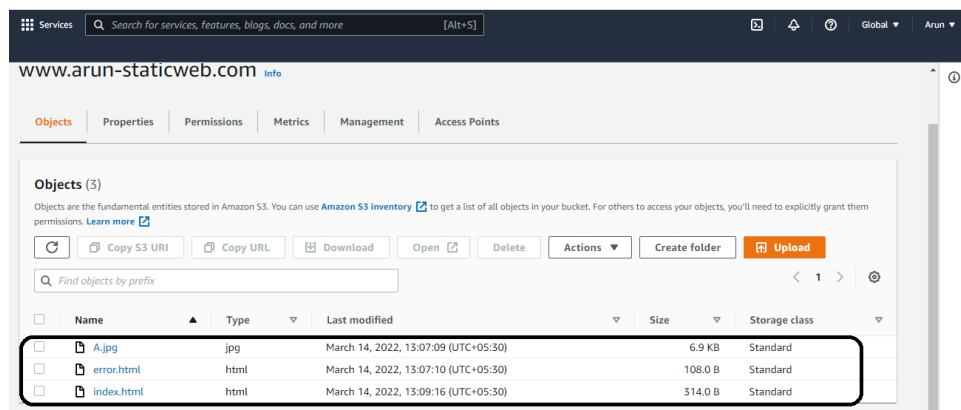 Services Search for services, features, blogs, docs, and more [Alt+S] Global Arun
www.arun-staticweb.com Info
Objects Properties Permissions Metrics Management Access Points
Objects (3)
Objects are the fundamental entities stored in Amazon S3. You can use Amazon S3 inventory to get a list of all objects in your bucket. For others to access your objects, you'll need to explicitly grant them
permissions. Learn more
Copy S3 URI Copy URL Download Open Delete Actions Create folder Upload
Find objects by prefix 1
Name Type Last modified Size Storage class
A.jpg jpg March 14, 2022, 13:07:09 (UTC+05:30) 6.9 KB Standard
error.html html March 14, 2022, 13:07:10 (UTC+05:30) 108.0 B Standard
index.html html March 14, 2022, 13:09:16 (UTC+05:30) 314.0 B Standard